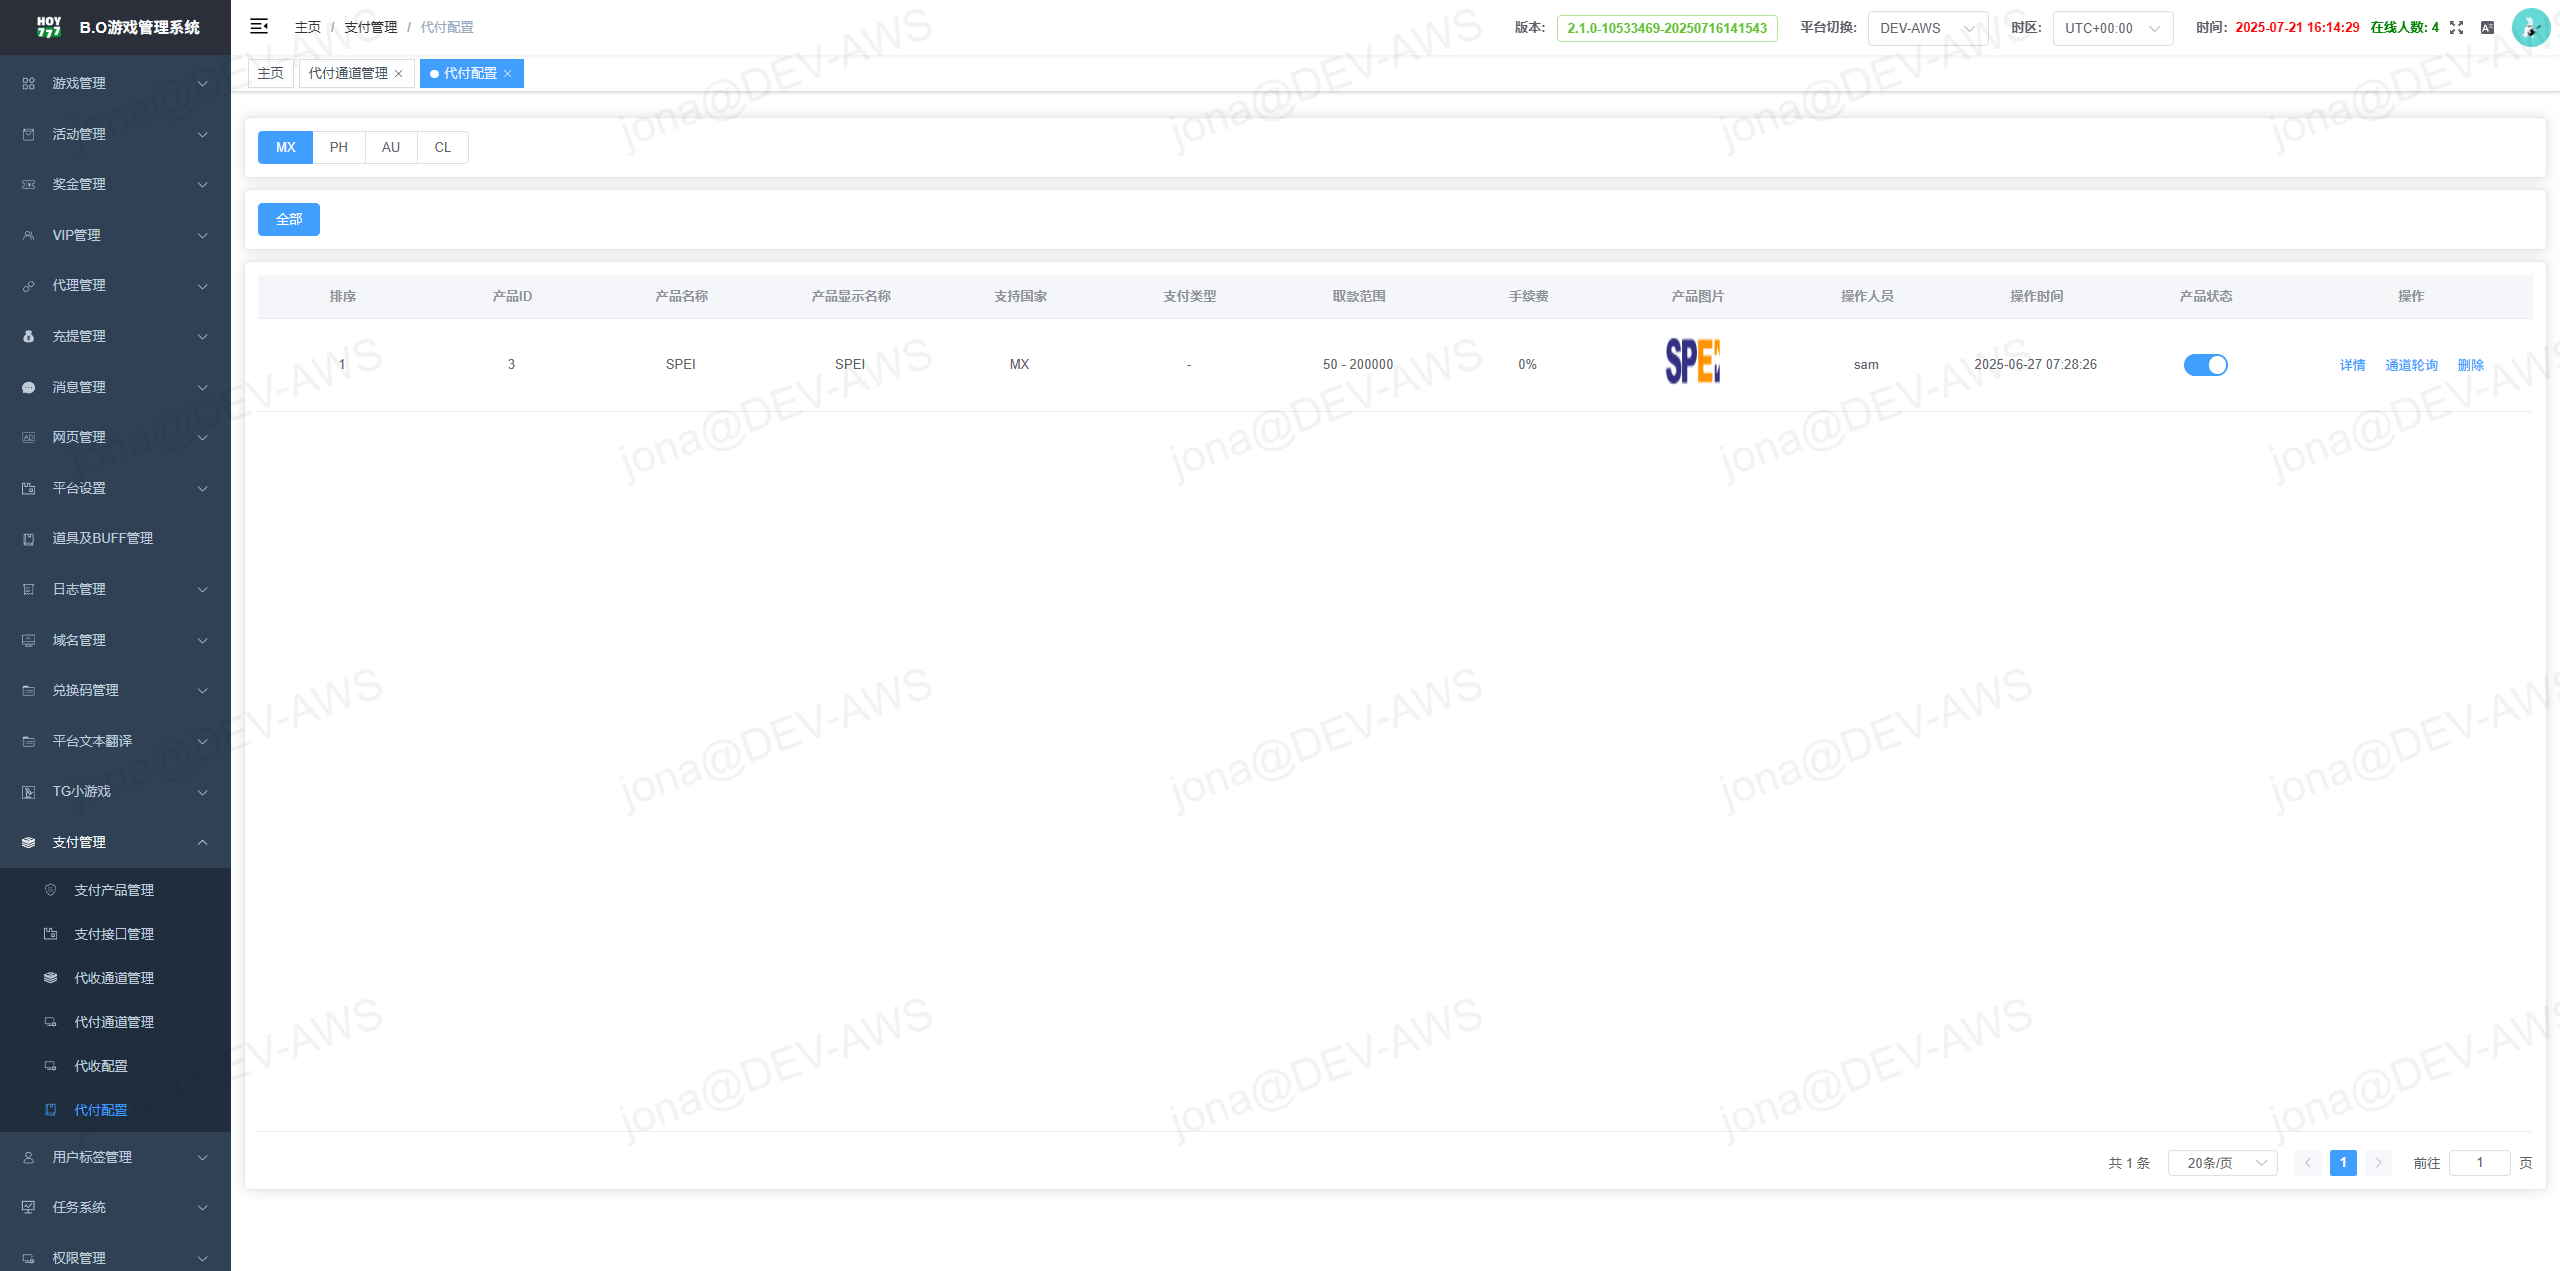 HOY
777
B.O游戏管理系统
主页 / 支付管理 / 代付配置
版本: 2.1.0-10533469-20250716141543 平台切换: DEV-AWS 时区: UTC+00:00 时间: 2025-07-21 16:14:29 在线人数: 4
主页 代付通道管理 × 代付配置 ×
游戏管理
活动管理
奖金管理
VIP管理
代理管理
充提管理
消息管理
网页管理
平台设置
道具及BUFF管理
日志管理
域名管理
兑换码管理
平台文本翻译
TG小游戏
支付管理
支付产品管理
支付接口管理
代收通道管理
代付通道管理
代收配置
代付配置
用户标签管理
任务系统
权限管理
MX PH AU CL
全部
排序 产品ID 产品名称 产品显示名称 支持国家 支付类型 取款范围 手续费 产品图片 操作人员 操作时间 产品状态 操作
1 3 SPEI SPEI MX - 50 - 200000 0% SPEI sam 2025-06-27 07:28:26 详情 通道轮询 删除
共 1 条 20条/页 1 前往 1 页
jona@DEV-AWS